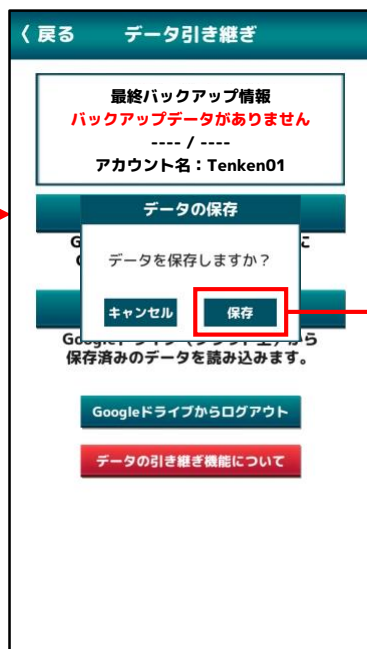 〈 戻る データ引き継ぎ
最終バックアップ情報
バックアップデータがありません
---- / ----
アカウント名：Tenken01
データの保存
データを保存しますか？
キャンセル 保存
から
保存済みのデータを読み込みます。
Googleドライブからログアウト
データの引き継ぎ機能について